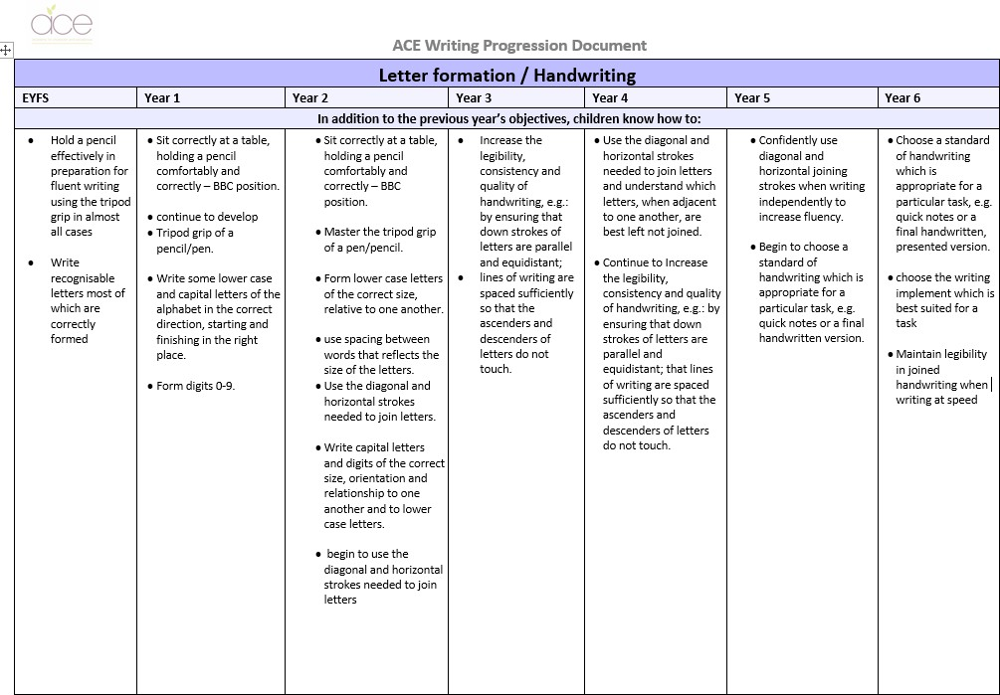 ace
ACE Writing Progression Document
Letter formation / Handwriting
EYFS
Year 1
Year 2
Year 3
Year 4
Year 5
Year 6
In addition to the previous year's objectives, children know how to:
• Hold a pencil
effectively in
preparation for
fluent writing
using the tripod
grip in almost
all cases
• Write
recognisable
letters most of
which are
correctly
formed
• Sit correctly at a table,
holding a pencil
comfortably and
correctly – BBC position.
• continue to develop
• Tripod grip of a
pencil/pen.
• Write some lower case
and capital letters of the
alphabet in the correct
direction, starting and
finishing in the right
place.
• Form digits 0-9.
• Sit correctly at a table,
holding a pencil
comfortably and
correctly – BBC
position.
• Master the tripod grip
of a pen/pencil.
• Form lower case letters
of the correct size,
relative to one another.
• use spacing between
words that reflects the
size of the letters.
• Use the diagonal and
horizontal strokes
needed to join letters.
• Write capital letters
and digits of the correct
size, orientation and
relationship to one
another and to lower
case letters.
• begin to use the
diagonal and horizontal
strokes needed to join
letters
• Increase the
legibility,
consistency and
quality of
handwriting, e.g.:
by ensuring that
down strokes of
letters are parallel
and equidistant;
• lines of writing are
spaced sufficiently
so that the
ascenders and
descenders of
letters do not
touch.
• Use the diagonal and
horizontal strokes
needed to join letters
and understand which
letters, when adjacent
to one another, are
best left not joined.
• Continue to Increase
the legibility,
consistency and quality
of handwriting, e.g.: by
ensuring that down
strokes of letters are
parallel and
equidistant; that lines
of writing are spaced
sufficiently so that the
ascenders and
descenders of letters
do not touch.
• Confidently use
diagonal and
horizontal joining
strokes when writing
independently to
increase fluency.
• Begin to choose a
standard of
handwriting which is
appropriate for a
particular task, e.g.
quick notes or a final
handwritten version.
• Choose a standard
of handwriting
which is
appropriate for a
particular task, e.g.
quick notes or a
final handwritten,
presented version.
• choose the writing
implement which is
best suited for a
task
• Maintain legibility
in joined
handwriting when
writing at speed